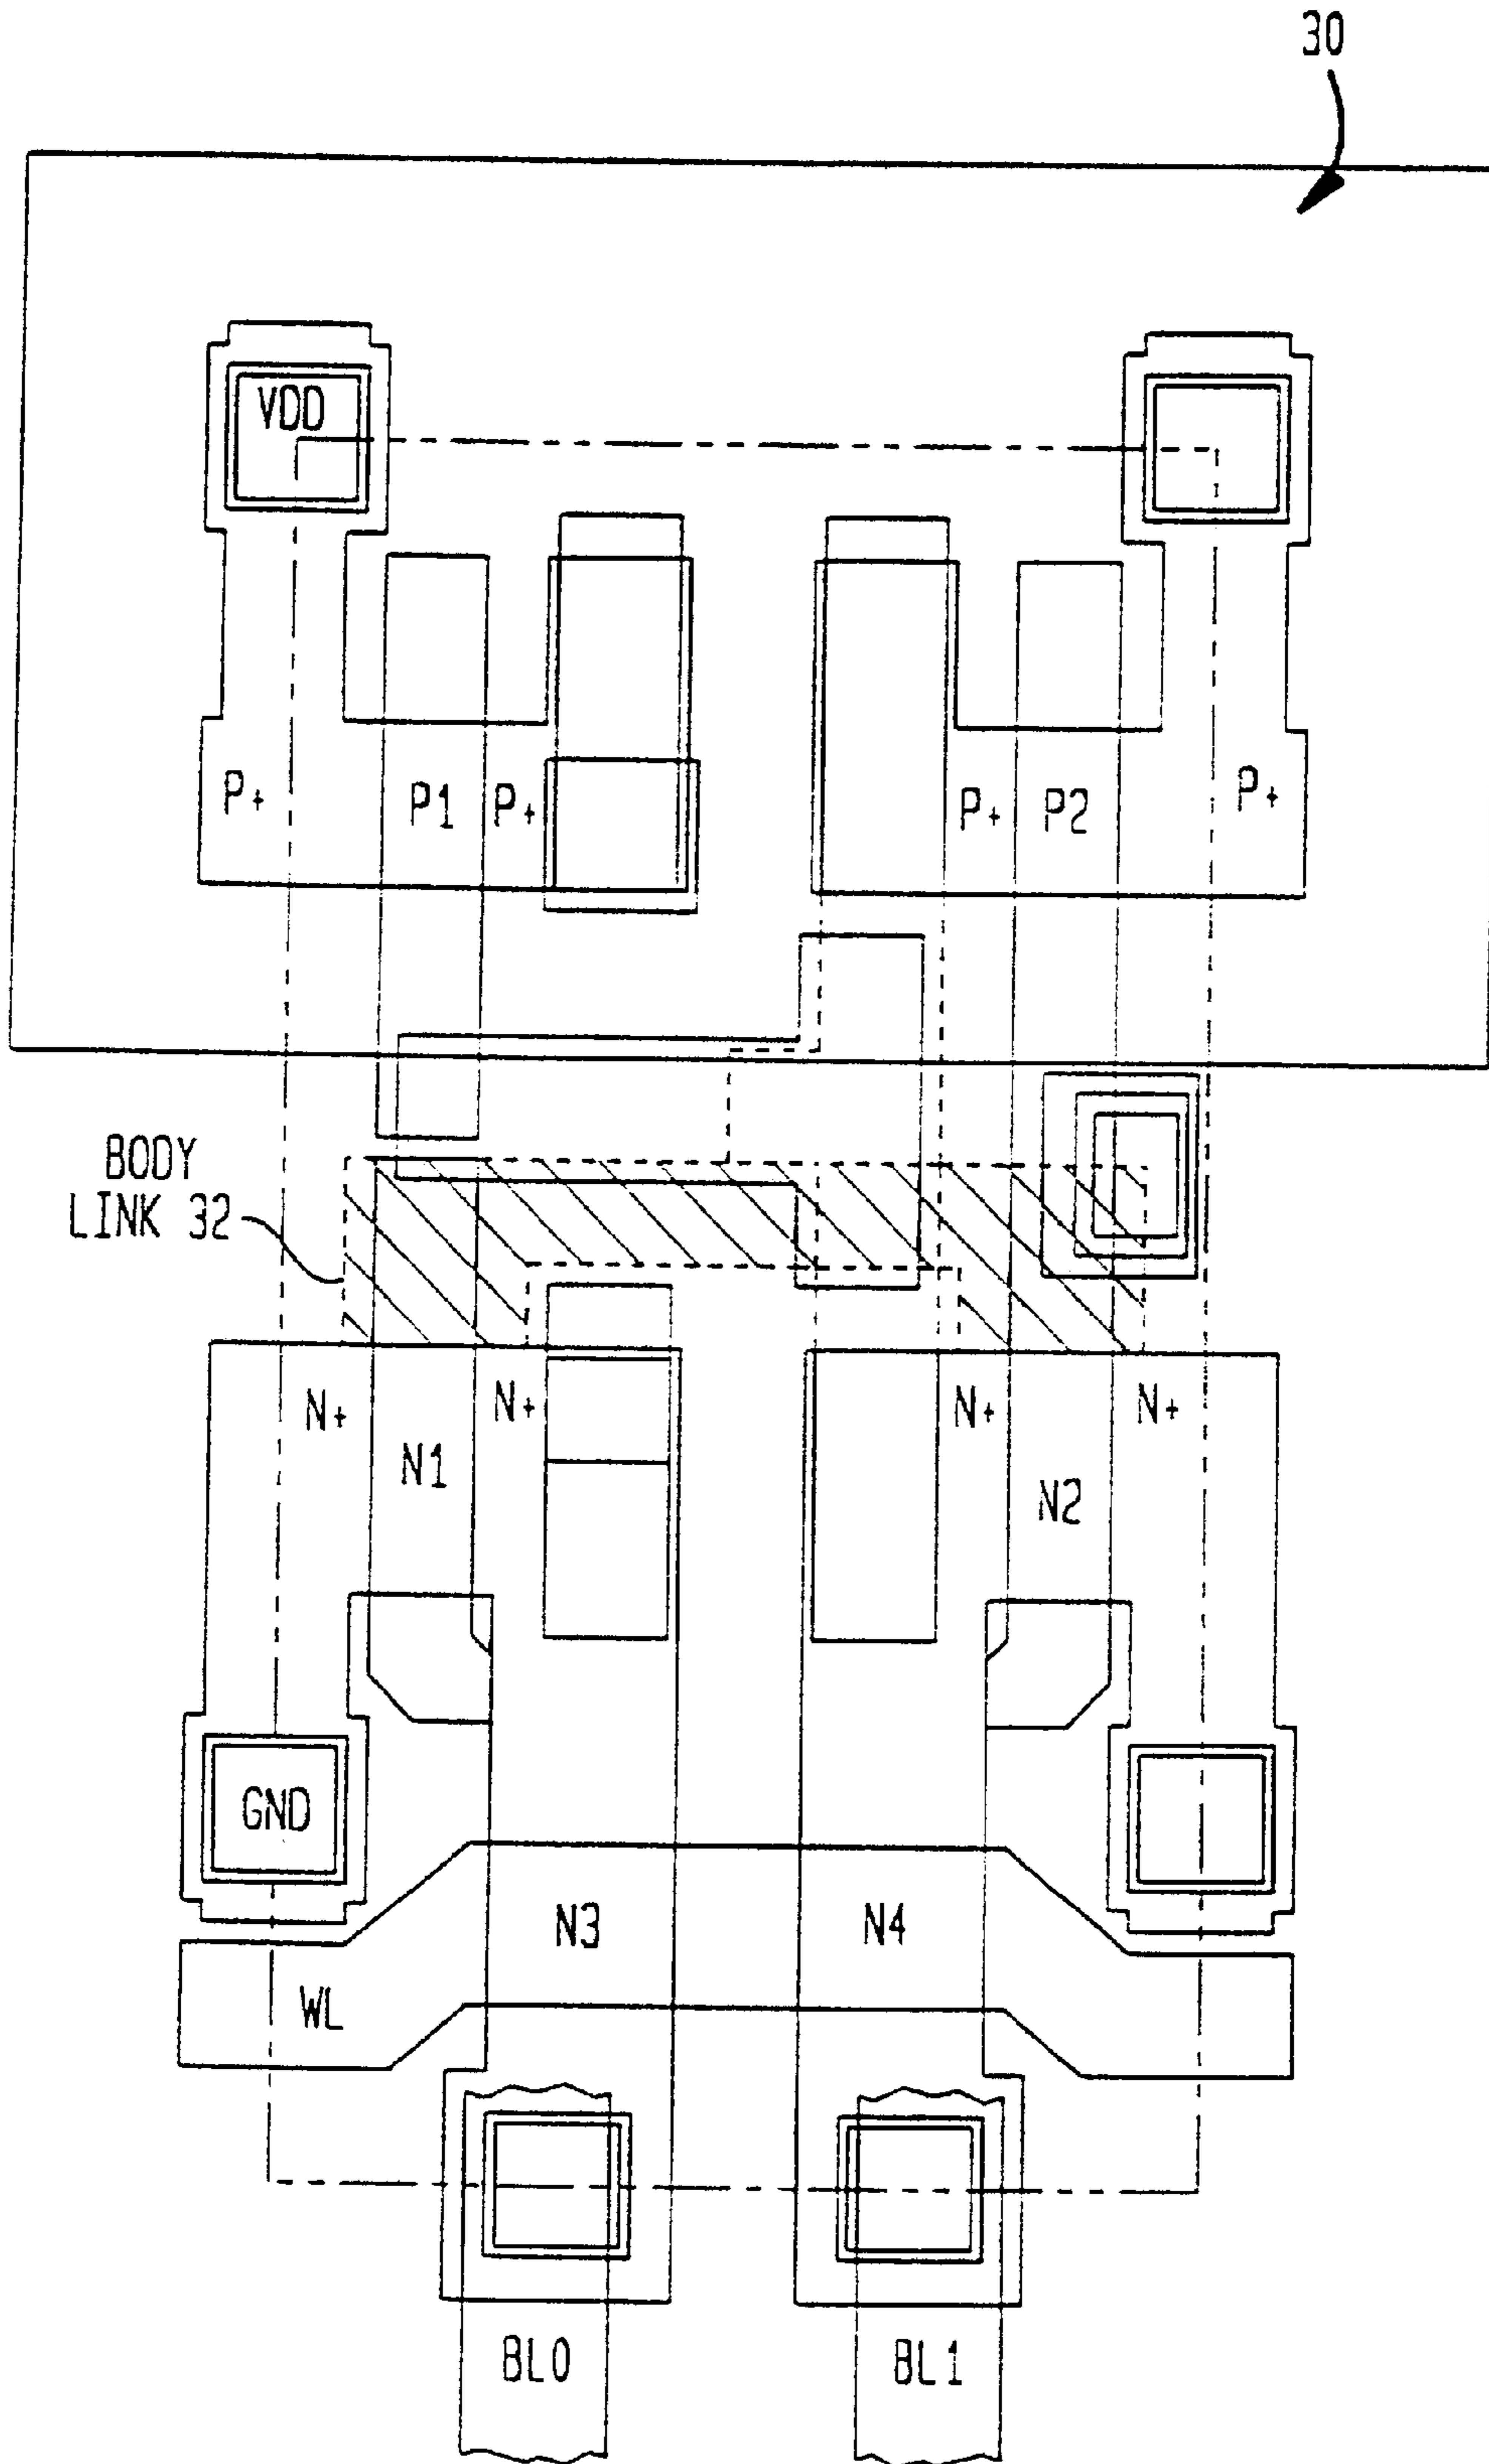 30
VDD
P+
P1
P+
P+
P2
P+
BODY
LINK 32
N+
N1
N+
N+
N2
N+
GND
N3
N4
WL
BL0
BL1